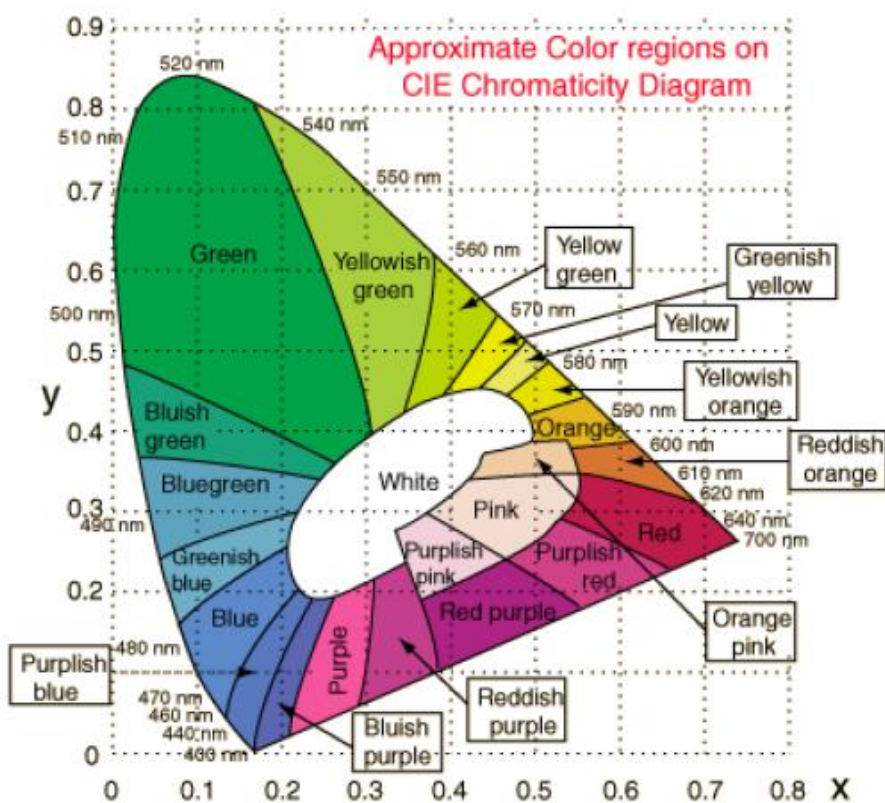 Approximate Color regions on
CIE Chromaticity Diagram
0.9
0.8
0.7
0.6
0.5
0.4
0.3
0.2
0.1
0
y
0
0.1
0.2
0.3
0.4
0.5
0.6
0.7
0.8
x
520 nm
510 nm
540 nm
550 nm
560 nm
500 nm
570 nm
580 nm
590 nm
600 nm
610 nm
620 nm
640 nm
700 nm
490 nm
480 nm
470 nm
460 nm
440 nm
400 nm
Green
Yellowish
green
Yellow
green
Greenish
yellow
Yellow
Yellowish
orange
Orange
Reddish
orange
Bluish
green
Bluegreen
White
Pink
Red
Greenish
blue
Purplish
pink
Purplish
red
Blue
Red purple
Orange
pink
Purplish
blue
Purple
Reddish
purple
Bluish
purple